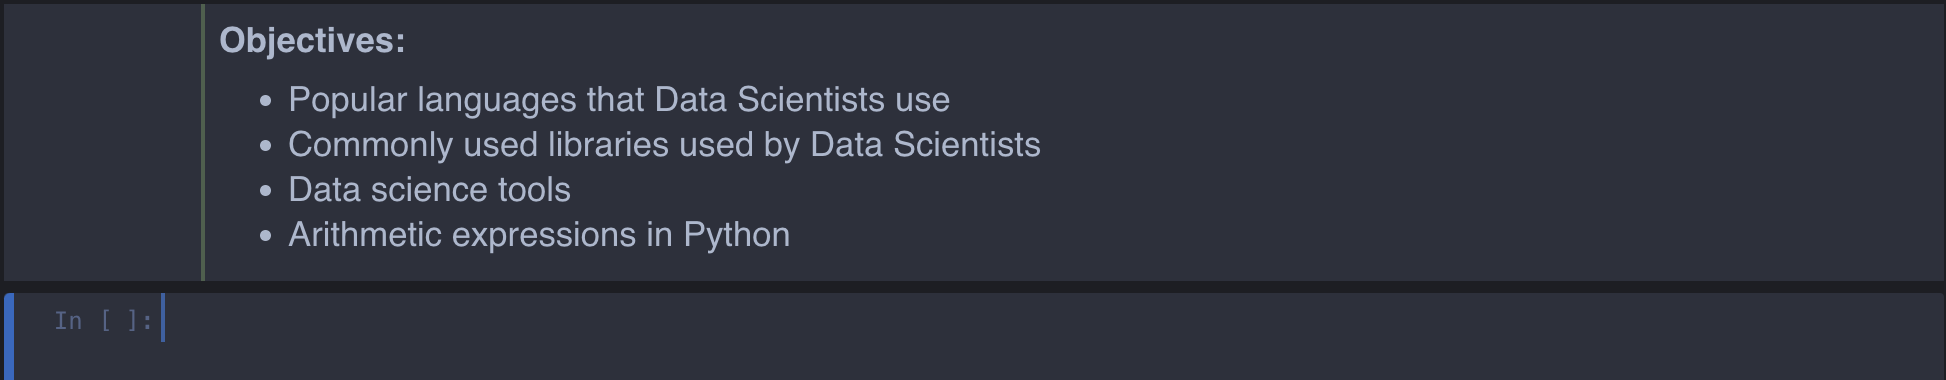 Objectives:
• Popular languages that Data Scientists use
• Commonly used libraries used by Data Scientists
• Data science tools
• Arithmetic expressions in Python
In [ ]: